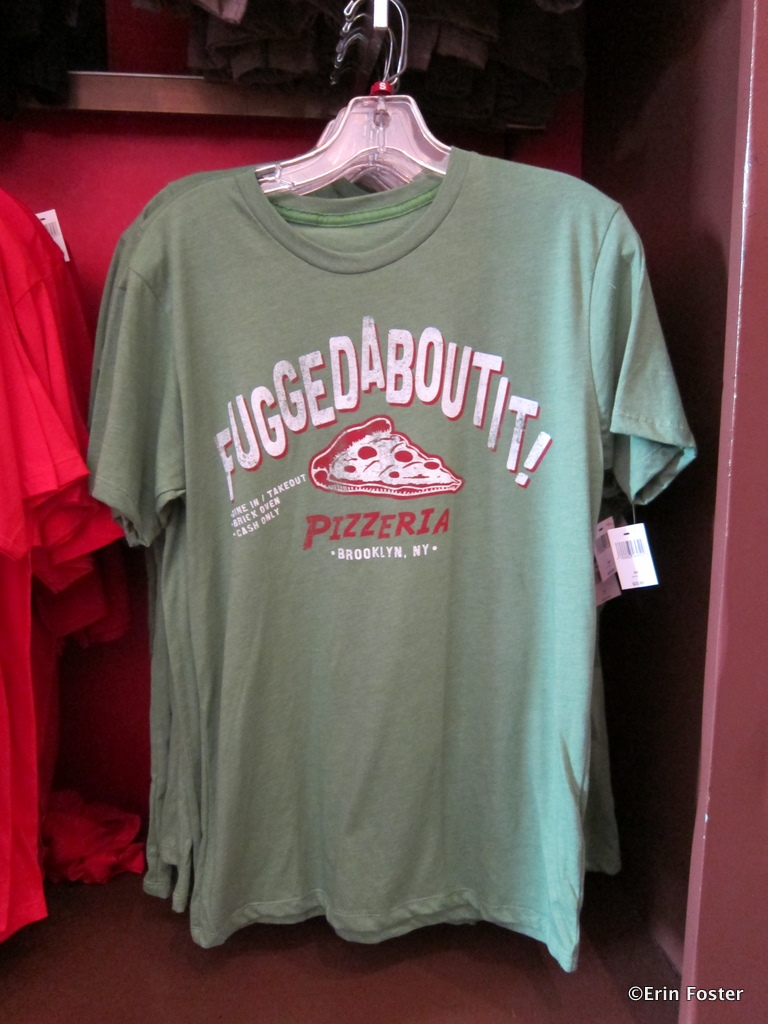 S
FUGGEDABOUTIT!
•DINE IN / TAKEOUT
•BRICK OVEN
•CASH ONLY
PIZZERIA
•BROOKLYN, NY•
©Erin Foster